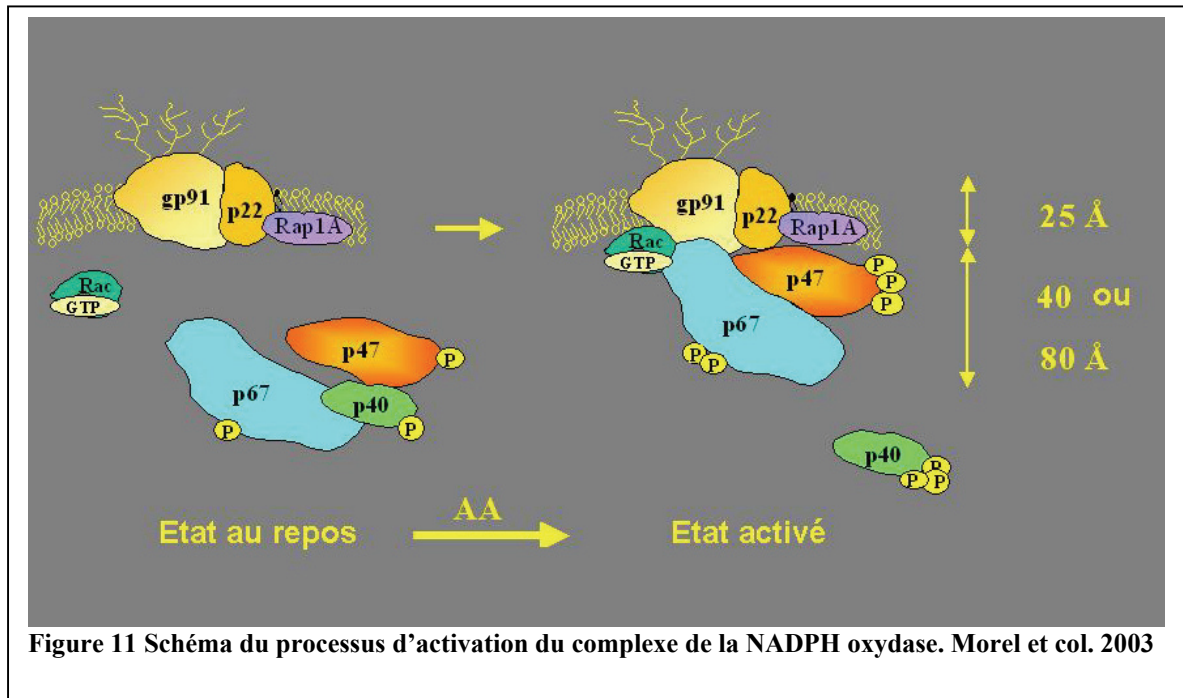 gp91
p22
Rap1A
Rac
GTP
p47
p67
p40
P
P
P
gp91
p22
Rap1A
25 Å
Rac
GTP
p47
P
P
P
40 ou
p67
80 Å
P
P
p40
P
P
P
AA
Etat au repos
Etat activé
Figure 11 Schéma du processus d’activation du complexe de la NADPH oxydase. Morel et col. 2003